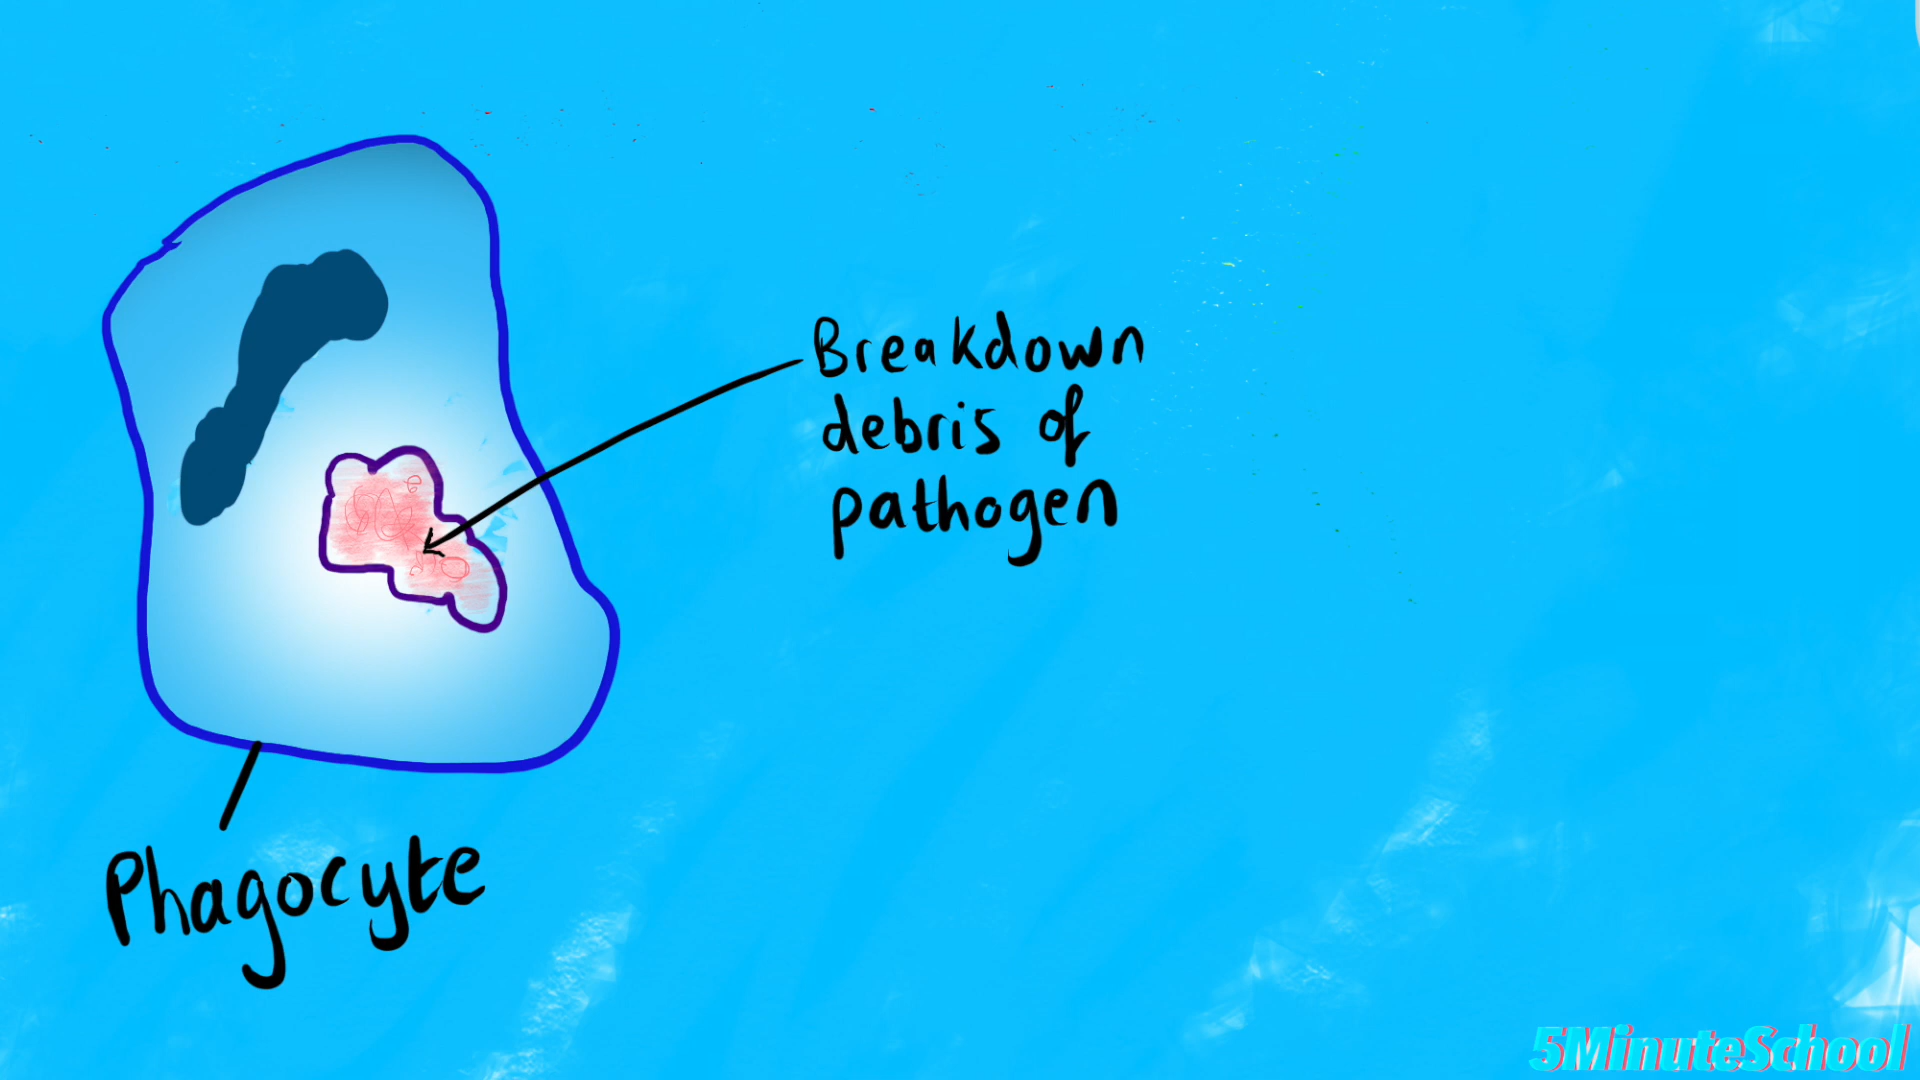 Breakdown
debris of
pathogen
Phagocyte
5MinuteSchool